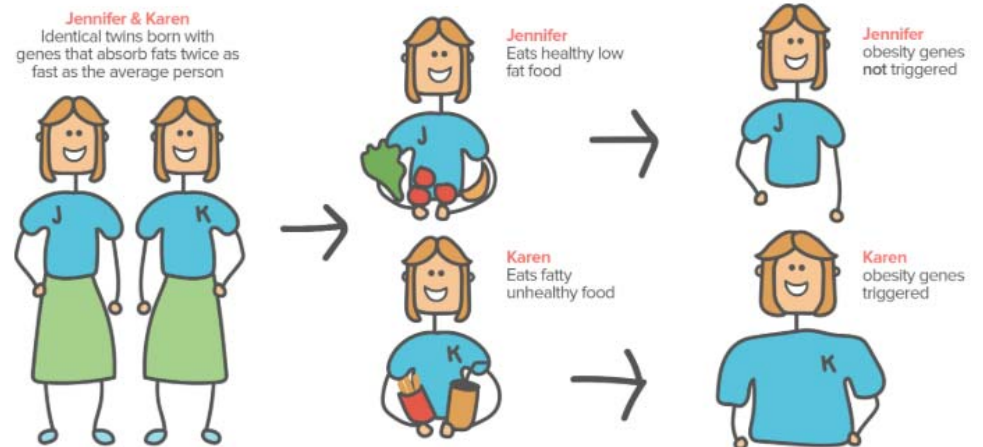 Jennifer & Karen
Identical twins born with
genes that absorb fats twice as
fast as the average person
J
K
Jennifer
Eats healthy low
fat food
J
Jennifer
obesity genes
not triggered
J
Karen
Eats fatty
unhealthy food
K
Karen
obesity genes
triggered
K